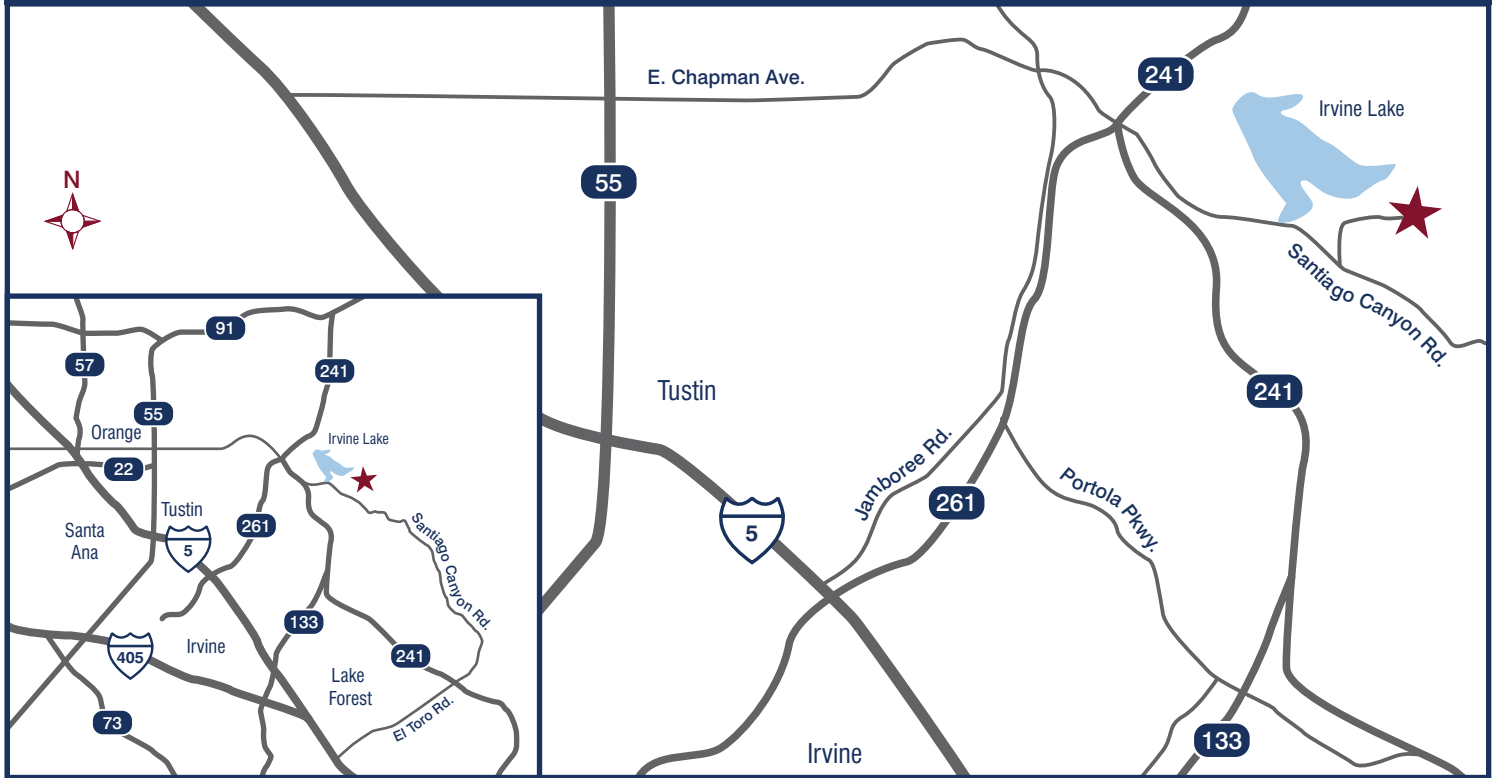 241
E. Chapman Ave.
Irvine Lake
55
N
Santiago Canyon Rd.
241
Tustin
Jamboree Rd.
261
Portola Pkwy.
5
133
Irvine
91
57
241
55
Orange
Irvine Lake
22
Tustin
261
Santa
Ana
5
Santiago Canyon Rd.
133
Irvine
405
241
Lake
Forest
73
El Toro Rd.